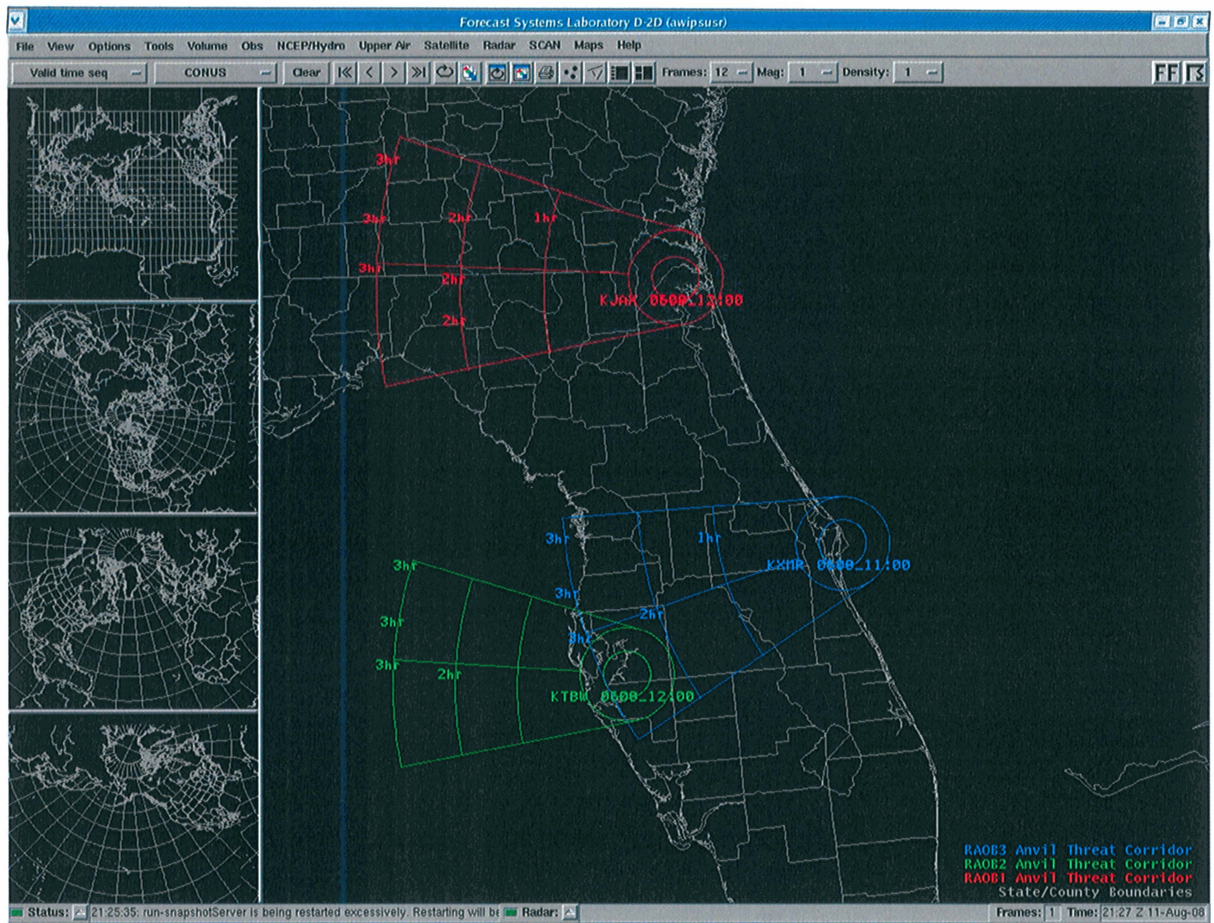 Forecast Systems Laboratory D-2D (awipsusr)
File View Options Tools Volume Obs NCEP/Hydro Upper Air Satellite Radar SCAN Maps Help
Valid time seq CONUS Clear Frames: 12 Mag: 1 Density: 1 FF
3hr
3hr 2hr 1hr
3hr
2hr
KJAX 0600_12:00
2hr
3hr 1hr
3hr KXMR 0600_11:00
3hr
2hr
3hr
3hr
3hr
2hr
KTBW 0600_12:00
RAOB3 Anvil Threat Corridor
RAOB2 Anvil Threat Corridor
RAOB1 Anvil Threat Corridor
State/County Boundaries
Status: 21:25:35: run-snapshotServer is being restarted excessively. Restarting will be Radar: Frames: 1 Time: 21:27 Z 11-Aug-08